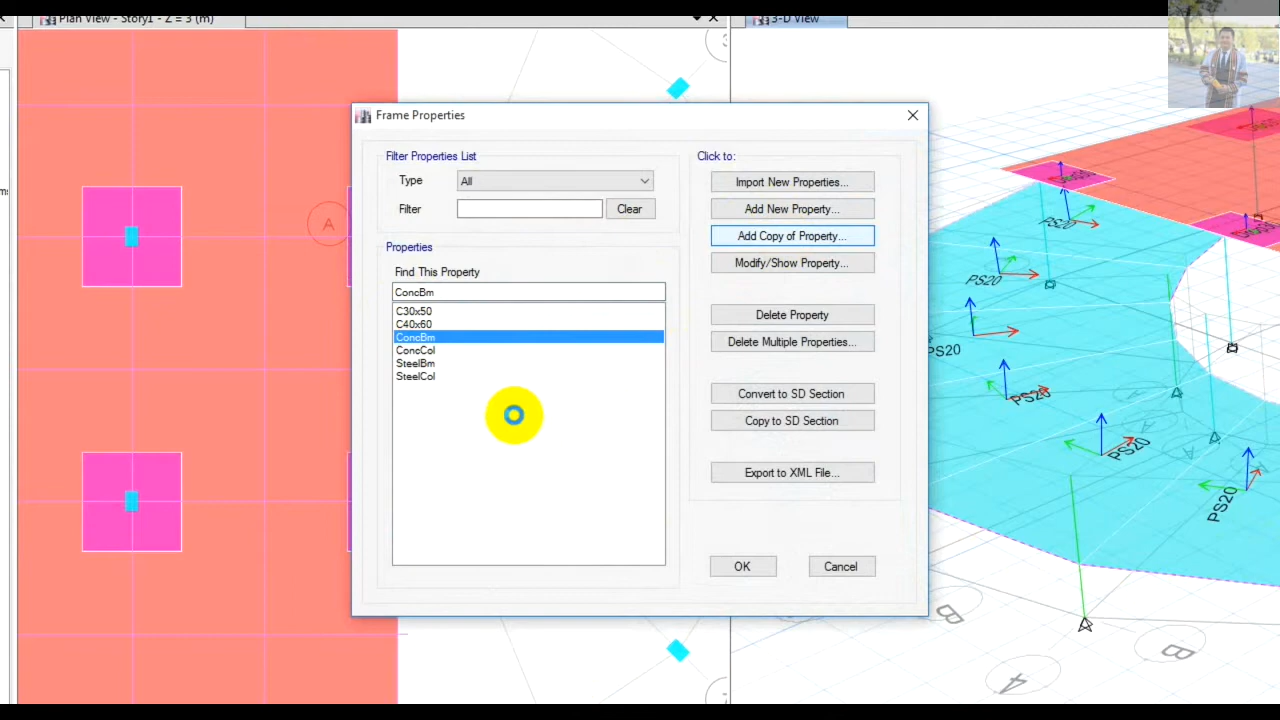 Plan View - Story1 - Z = 3 (m)
3-D View
Frame Properties
Filter Properties List
Type
All
Filter
Clear
Properties
Find This Property
ConcBm
C30x50
C40x60
ConcBm
ConcCol
SteelBm
SteelCol
Click to:
Import New Properties...
Add New Property...
Add Copy of Property...
Modify/Show Property...
Delete Property
Delete Multiple Properties...
Convert to SD Section
Copy to SD Section
Export to XML File...
OK
Cancel
A
PS20
PS20
PS20
PS20
PS20
PS20
B
B
4
A
A